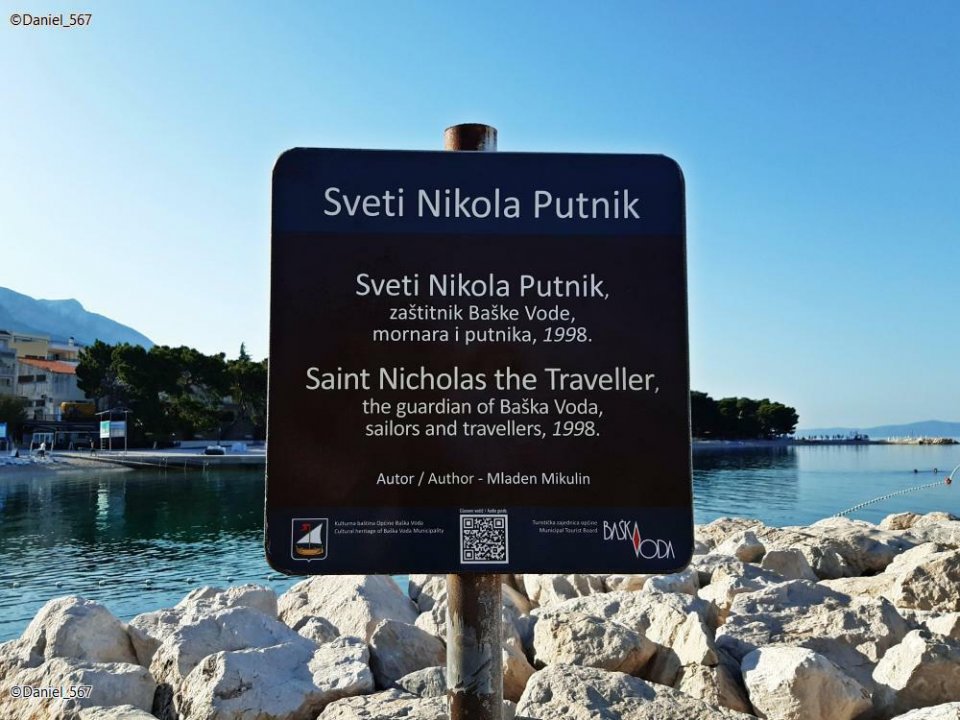 ©Daniel_567
Sveti Nikola Putnik
Sveti Nikola Putnik,
zaštitnik Baške Vode,
mornara i putnika, 1998.
Saint Nicholas the Traveller,
the guardian of Baška Voda,
sailors and travellers, 1998.
Autor / Author - Mladen Mikulin
Kulturna baština Općine Baška Voda
Cultural heritage of Baška Voda Municipality
Turistička zajednica općine
Municipal Tourist Board
BAŠKA VODA
©Daniel_567